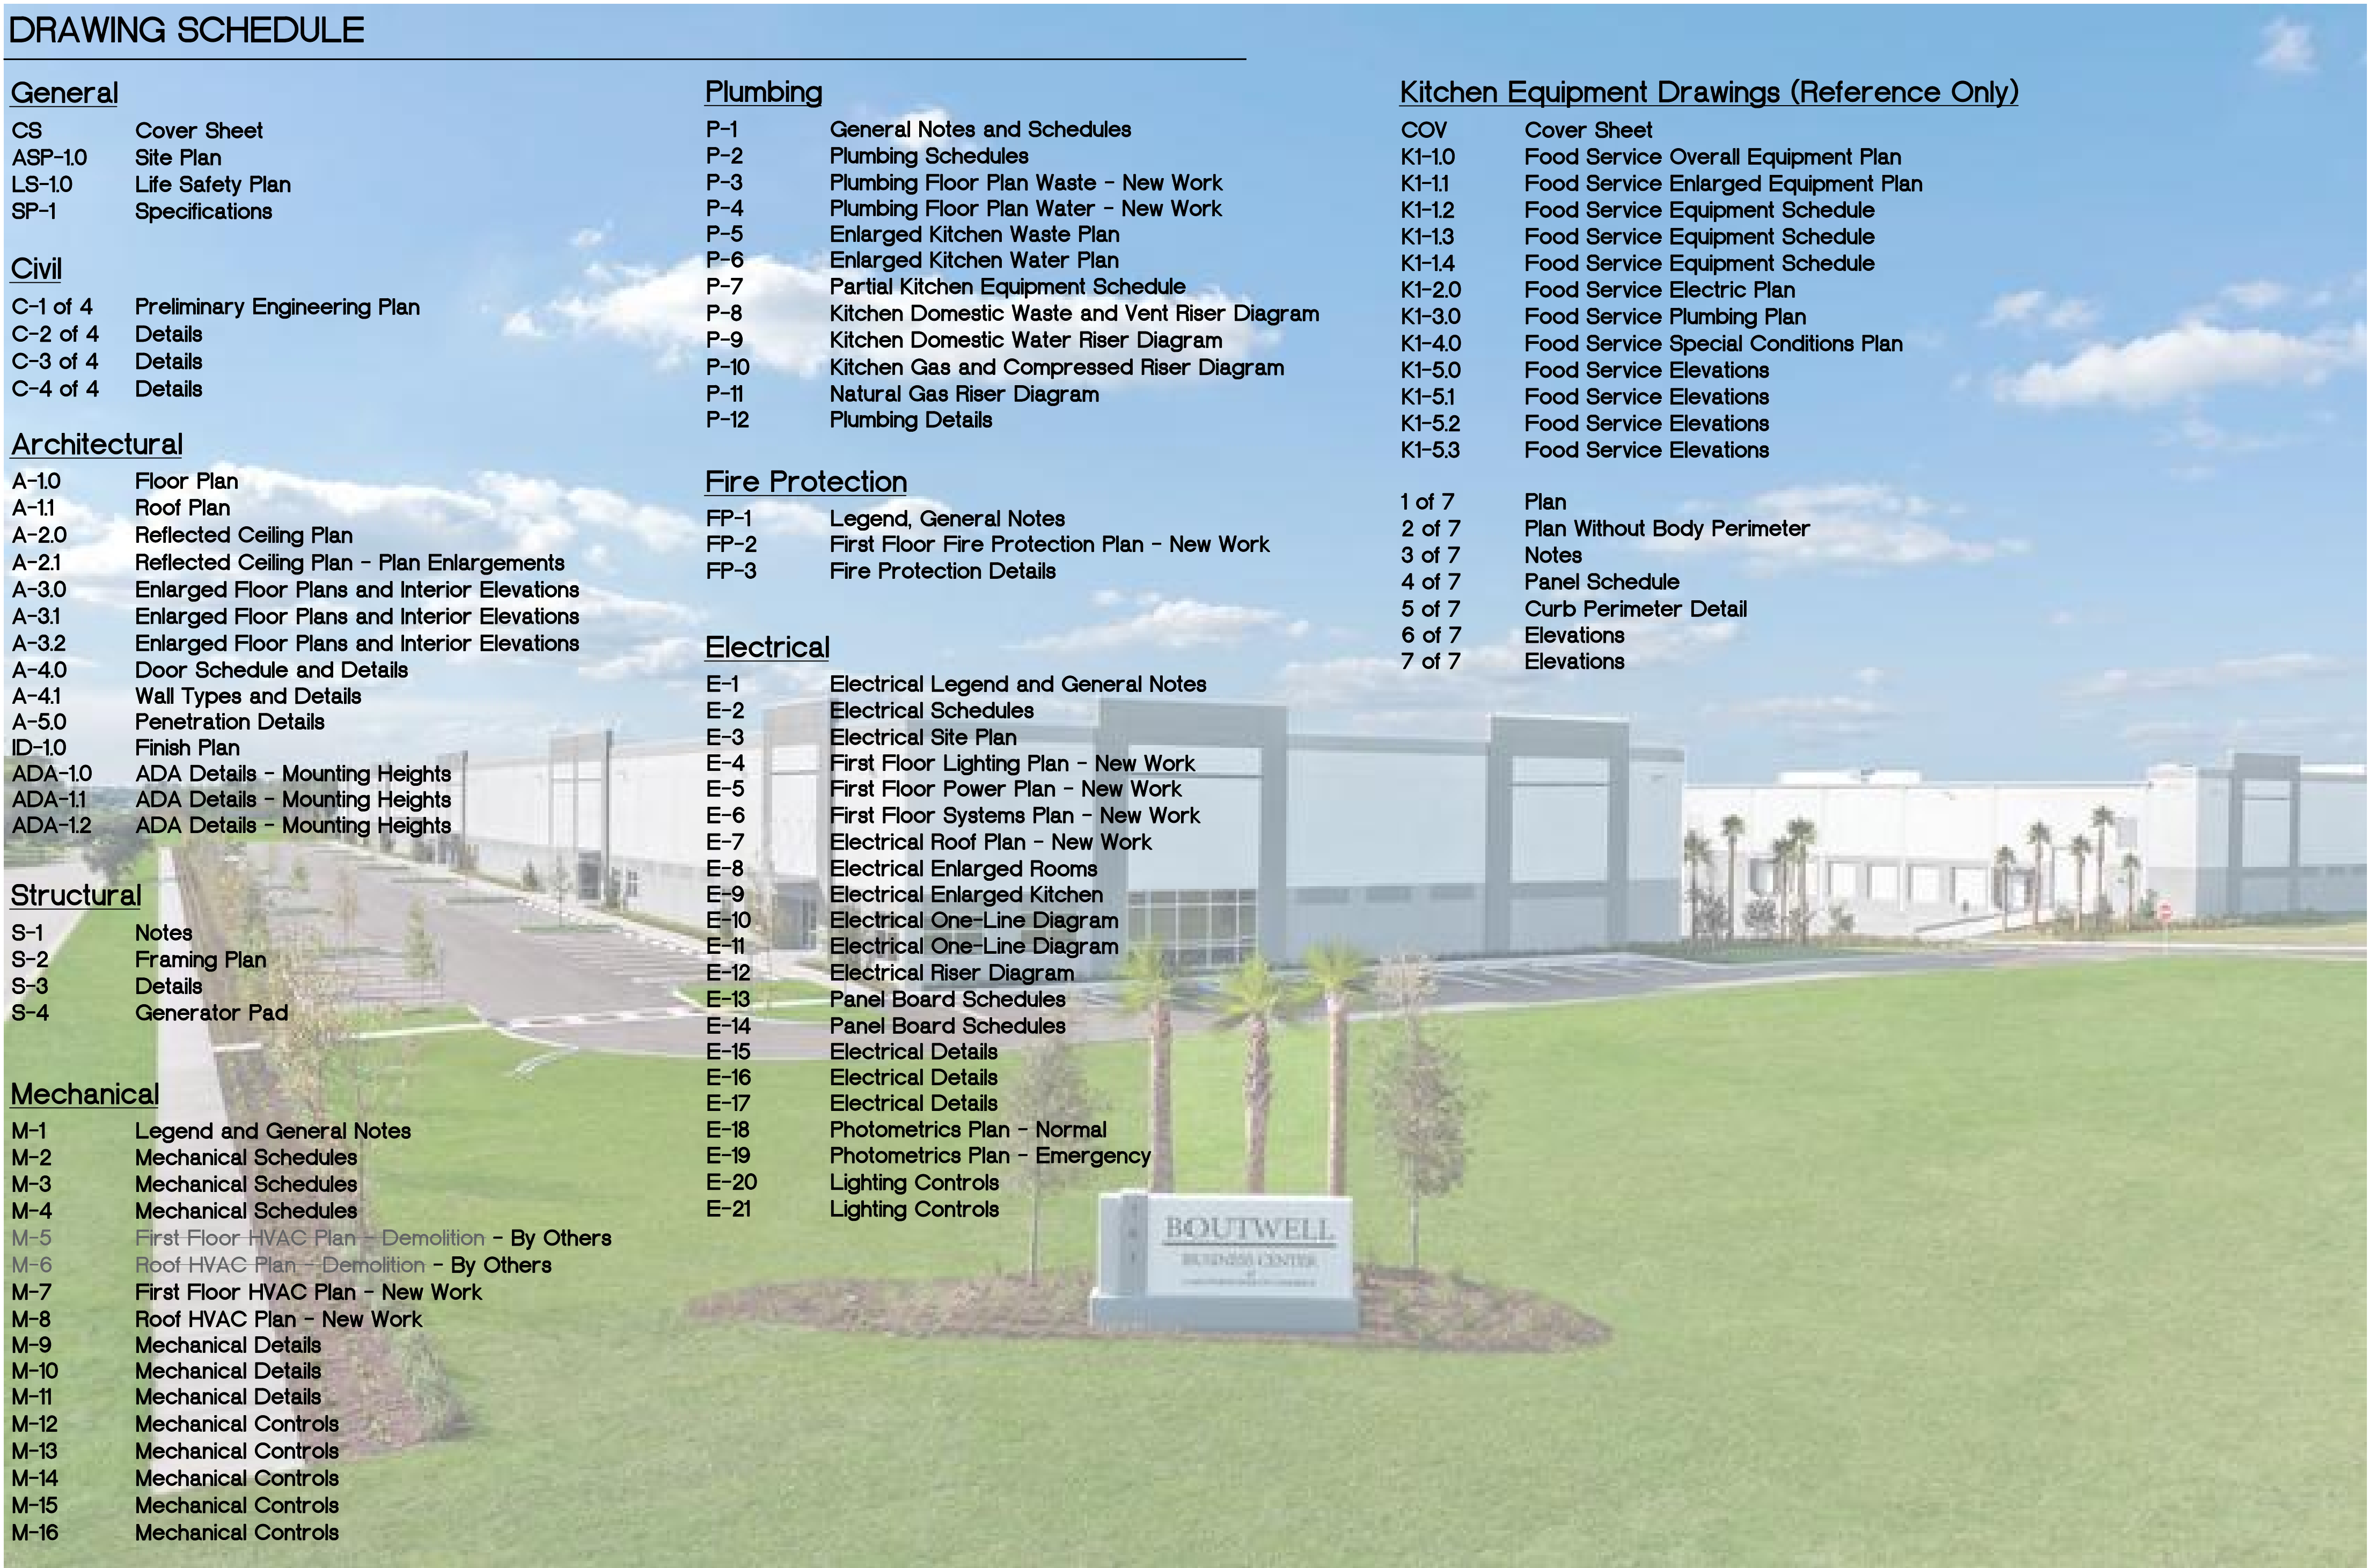 DRAWING SCHEDULE
General
CS Cover Sheet
ASP-1.0 Site Plan
LS-1.0 Life Safety Plan
SP-1 Specifications
Civil
C-1 of 4 Preliminary Engineering Plan
C-2 of 4 Details
C-3 of 4 Details
C-4 of 4 Details
Architectural
A-1.0 Floor Plan
A-1.1 Roof Plan
A-2.0 Reflected Ceiling Plan
A-2.1 Reflected Ceiling Plan - Plan Enlargements
A-3.0 Enlarged Floor Plans and Interior Elevations
A-3.1 Enlarged Floor Plans and Interior Elevations
A-3.2 Enlarged Floor Plans and Interior Elevations
A-4.0 Door Schedule and Details
A-4.1 Wall Types and Details
A-5.0 Penetration Details
ID-1.0 Finish Plan
ADA-1.0 ADA Details - Mounting Heights
ADA-1.1 ADA Details - Mounting Heights
ADA-1.2 ADA Details - Mounting Heights
Structural
S-1 Notes
S-2 Framing Plan
S-3 Details
S-4 Generator Pad
Mechanical
M-1 Legend and General Notes
M-2 Mechanical Schedules
M-3 Mechanical Schedules
M-4 Mechanical Schedules
M-5 First Floor HVAC Plan - Demolition - By Others
M-6 Roof HVAC Plan - Demolition - By Others
M-7 First Floor HVAC Plan - New Work
M-8 Roof HVAC Plan - New Work
M-9 Mechanical Details
M-10 Mechanical Details
M-11 Mechanical Details
M-12 Mechanical Controls
M-13 Mechanical Controls
M-14 Mechanical Controls
M-15 Mechanical Controls
M-16 Mechanical Controls
Plumbing
P-1 General Notes and Schedules
P-2 Plumbing Schedules
P-3 Plumbing Floor Plan Waste - New Work
P-4 Plumbing Floor Plan Water - New Work
P-5 Enlarged Kitchen Waste Plan
P-6 Enlarged Kitchen Water Plan
P-7 Partial Kitchen Equipment Schedule
P-8 Kitchen Domestic Waste and Vent Riser Diagram
P-9 Kitchen Domestic Water Riser Diagram
P-10 Kitchen Gas and Compressed Riser Diagram
P-11 Natural Gas Riser Diagram
P-12 Plumbing Details
Fire Protection
FP-1 Legend, General Notes
FP-2 First Floor Fire Protection Plan - New Work
FP-3 Fire Protection Details
Electrical
E-1 Electrical Legend and General Notes
E-2 Electrical Schedules
E-3 Electrical Site Plan
E-4 First Floor Lighting Plan - New Work
E-5 First Floor Power Plan - New Work
E-6 First Floor Systems Plan - New Work
E-7 Electrical Roof Plan - New Work
E-8 Electrical Enlarged Rooms
E-9 Electrical Enlarged Kitchen
E-10 Electrical One-Line Diagram
E-11 Electrical One-Line Diagram
E-12 Electrical Riser Diagram
E-13 Panel Board Schedules
E-14 Panel Board Schedules
E-15 Electrical Details
E-16 Electrical Details
E-17 Electrical Details
E-18 Photometrics Plan - Normal
E-19 Photometrics Plan - Emergency
E-20 Lighting Controls
E-21 Lighting Controls
Kitchen Equipment Drawings (Reference Only)
COV Cover Sheet
K1-1.0 Food Service Overall Equipment Plan
K1-1.1 Food Service Enlarged Equipment Plan
K1-1.2 Food Service Equipment Schedule
K1-1.3 Food Service Equipment Schedule
K1-1.4 Food Service Equipment Schedule
K1-2.0 Food Service Electric Plan
K1-3.0 Food Service Plumbing Plan
K1-4.0 Food Service Special Conditions Plan
K1-5.0 Food Service Elevations
K1-5.1 Food Service Elevations
K1-5.2 Food Service Elevations
K1-5.3 Food Service Elevations
1 of 7 Plan
2 of 7 Plan Without Body Perimeter
3 of 7 Notes
4 of 7 Panel Schedule
5 of 7 Curb Perimeter Detail
6 of 7 Elevations
7 of 7 Elevations
BOUTWELL
BUSINESS CENTER